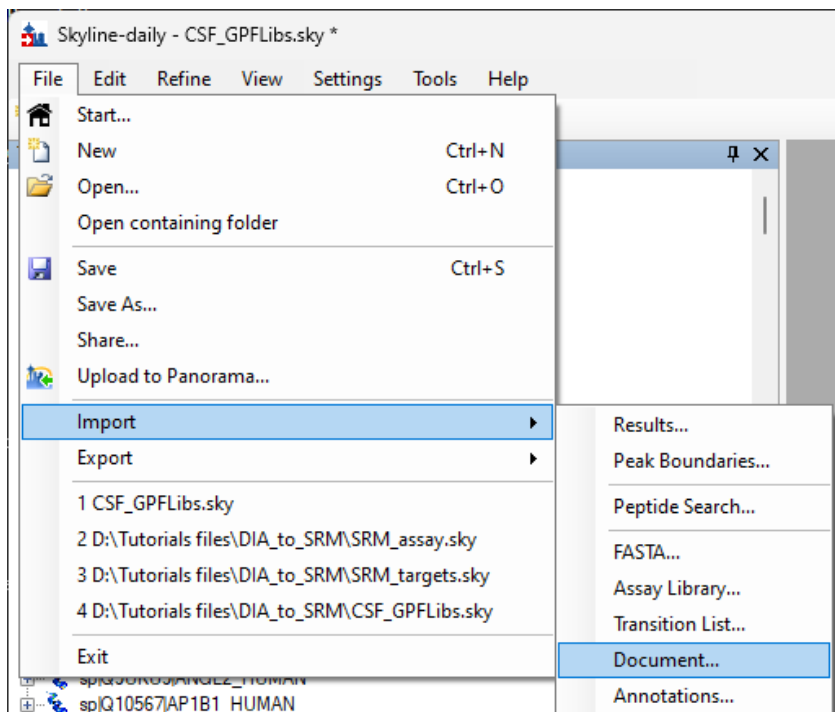 Skyline-daily - CSF_GPFLibs.sky *
File Edit Refine View Settings Tools Help
Start...
New Ctrl+N
Open... Ctrl+O
Open containing folder
Save Ctrl+S
Save As...
Share...
Upload to Panorama...
Import
Export
1 CSF_GPFLibs.sky
2 D:\Tutorials files\DIA_to_SRM\SRM_assay.sky
3 D:\Tutorials files\DIA_to_SRM\SRM_targets.sky
4 D:\Tutorials files\DIA_to_SRM\CSF_GPFLibs.sky
Exit
Results...
Peak Boundaries...
Peptide Search...
FASTA...
Assay Library...
Transition List...
Document...
Annotations...
sp|Q10567|AP1B1_HUMAN